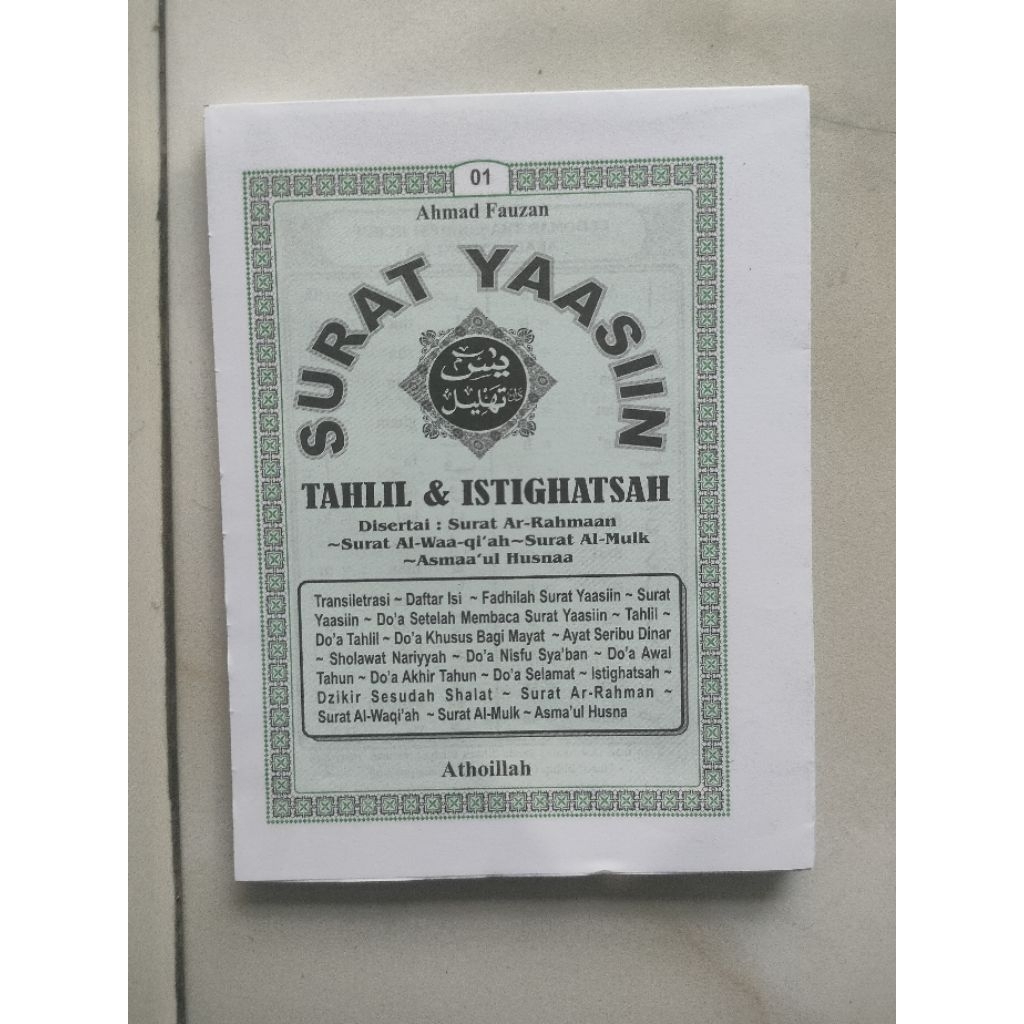 01
Ahmad Fauzan
SURAT YAASIIN
يس
دان تهليل
TAHLIL & ISTIGHATSAH
Disertai : Surat Ar-Rahmaan
~Surat Al-Waa-qi'ah~Surat Al-Mulk
~Asmaa'ul Husnaa
Transiletrasi ~ Daftar Isi ~ Fadhilah Surat Yaasiin ~ Surat
Yaasiin ~ Do'a Setelah Membaca Surat Yaasiin ~ Tahlil ~
Do'a Tahlil ~ Do'a Khusus Bagi Mayat ~ Ayat Seribu Dinar
~ Sholawat Nariyyah ~ Do'a Nisfu Sya'ban ~ Do'a Awal
Tahun ~ Do'a Akhir Tahun ~ Do'a Selamat ~ Istighatsah ~
Dzikir Sesudah Shalat ~ Surat Ar-Rahman ~
Surat Al-Waqi'ah ~ Surat Al-Mulk ~ Asma'ul Husna
Athoillah